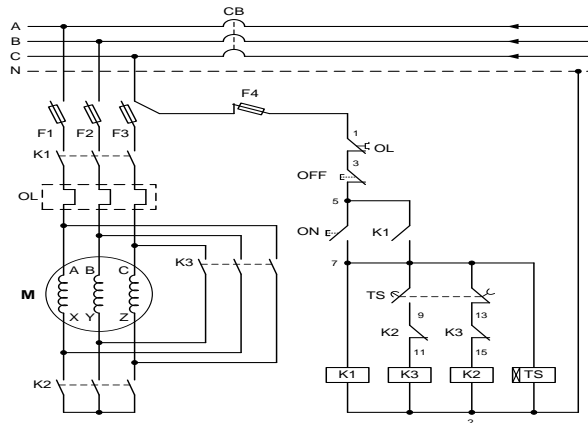 CB
A
B
C
N
F4
F1 F2 F3
1
OL
K1
3
OFF
OL
5
ON K1
K3
7
A B C
TS
M
9 13
X Y Z
K2 K3
11 15
K2
K1 K3 K2 TS
2